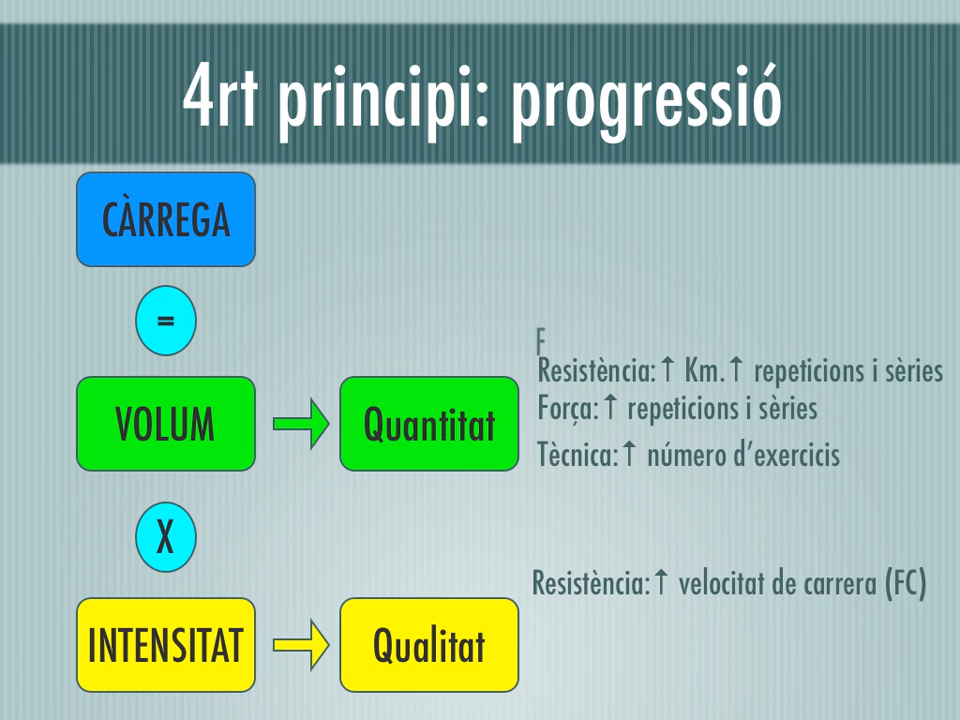 4rt principi: progressió
CÀRREGA
=
F
Resistència:↑ Km.↑ repeticions i sèries
VOLUM
Quantitat
Força:↑ repeticions i sèries
Tècnica:↑ número d’exercicis
X
Resistència:↑ velocitat de carrera (FC)
INTENSITAT
Qualitat